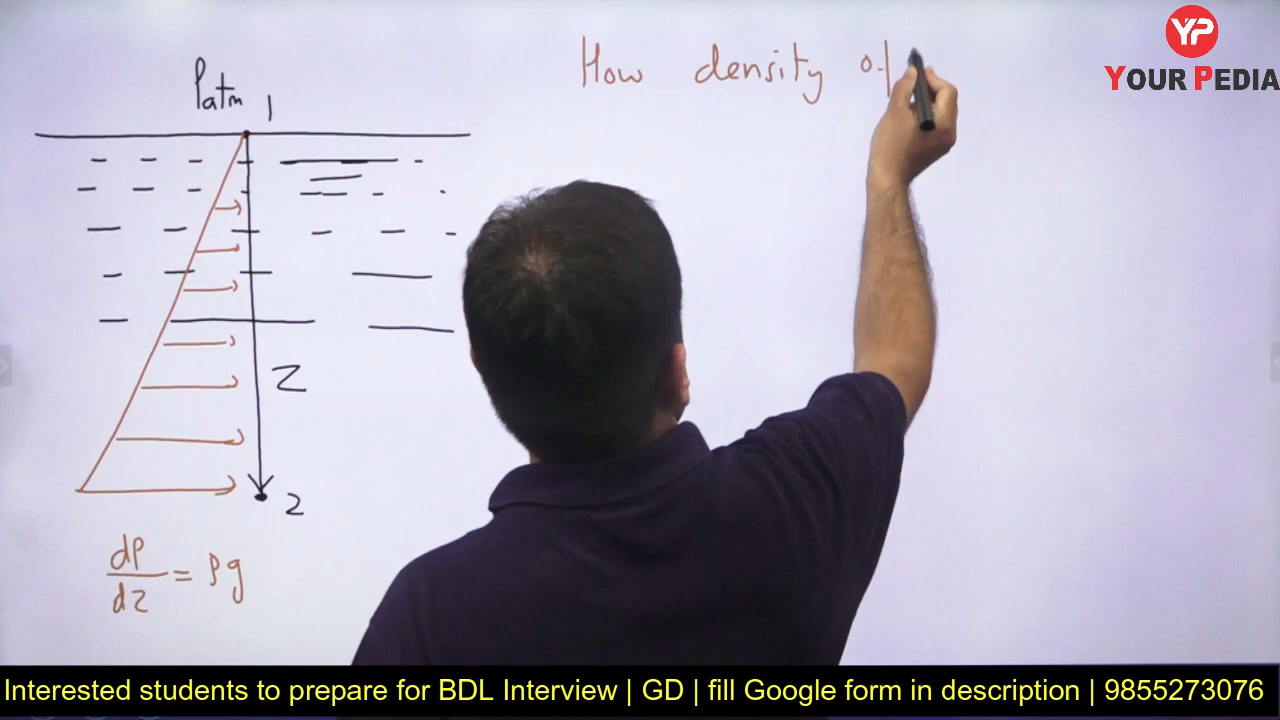 How density of
YP
YOUR PEDIA
Patm 1
Z
2
dP/dz = ρg
Interested students to prepare for BDL Interview | GD | fill Google form in description | 9855273076